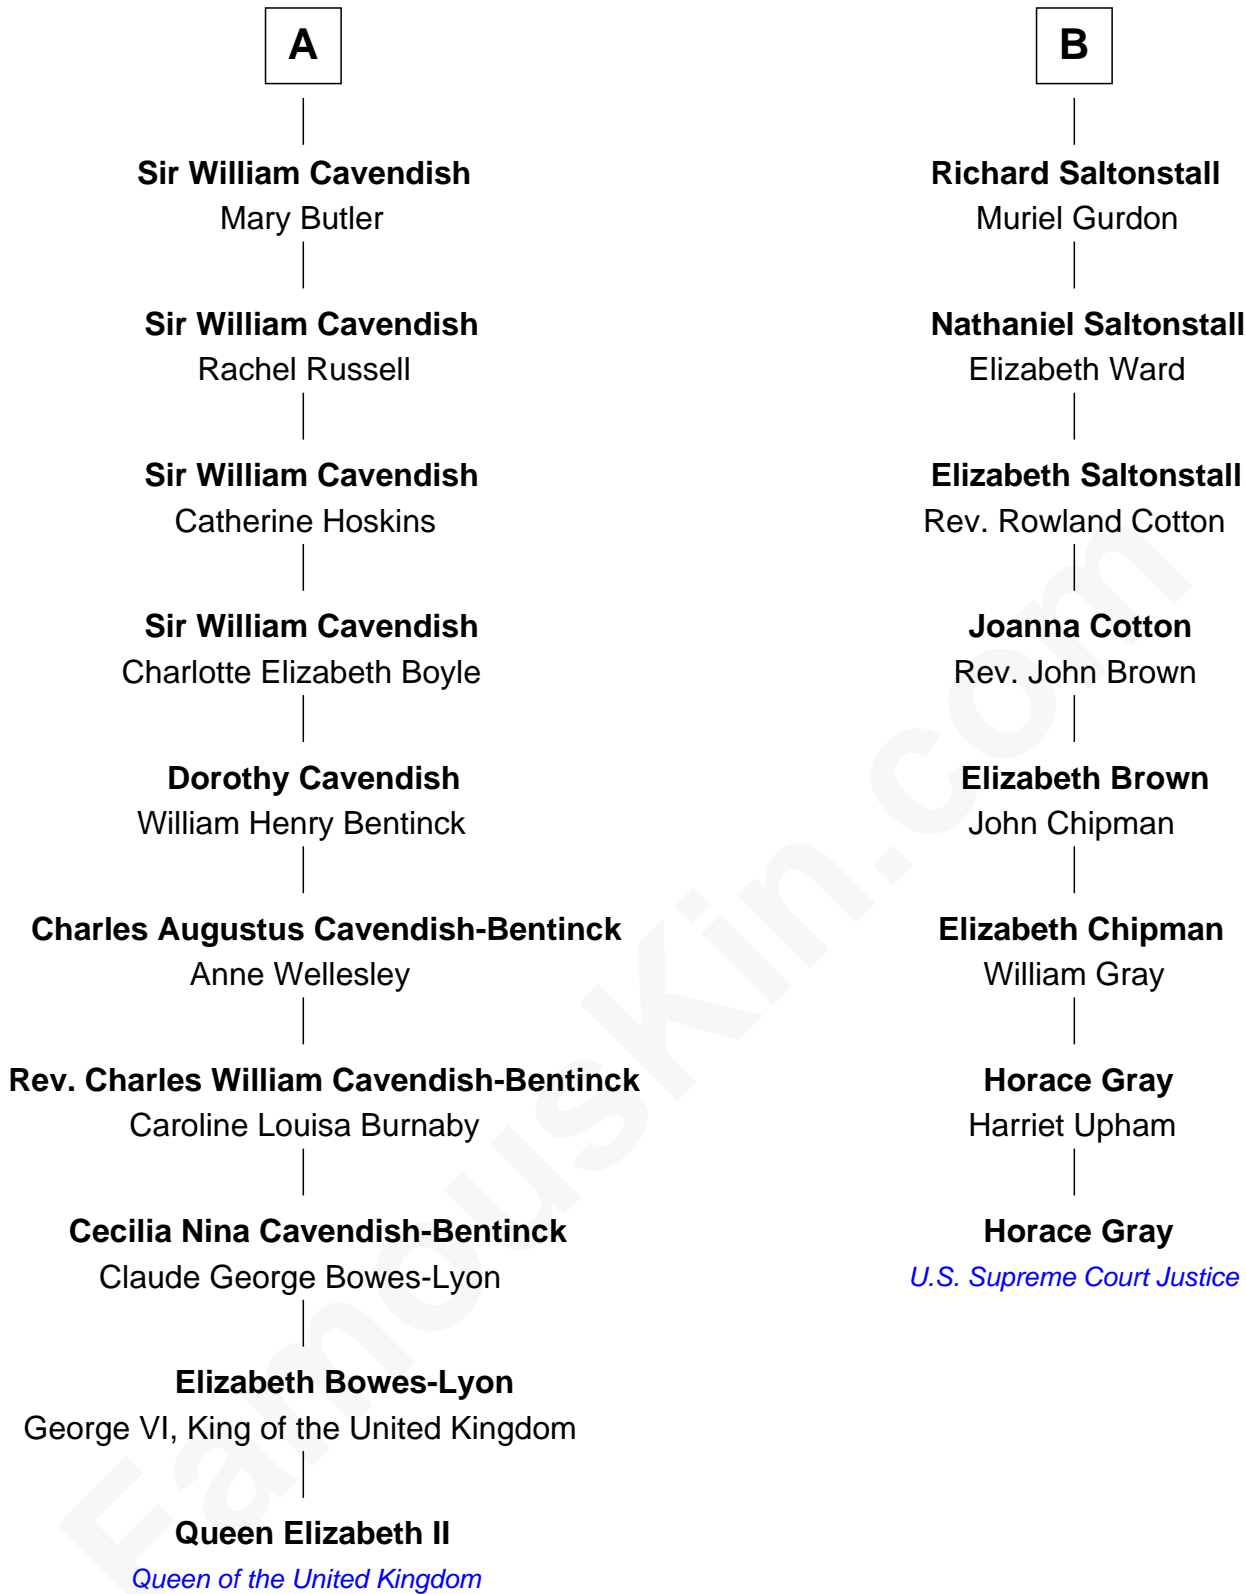 A
Sir William Cavendish
Mary Butler
Sir William Cavendish
Rachel Russell
Sir William Cavendish
Catherine Hoskins
Sir William Cavendish
Charlotte Elizabeth Boyle
Dorothy Cavendish
William Henry Bentinck
Charles Augustus Cavendish-Bentinck
Anne Wellesley
Rev. Charles William Cavendish-Bentinck
Caroline Louisa Burnaby
Cecilia Nina Cavendish-Bentinck
Claude George Bowes-Lyon
Elizabeth Bowes-Lyon
George VI, King of the United Kingdom
Queen Elizabeth II
Queen of the United Kingdom
B
Richard Saltonstall
Muriel Gurdon
Nathaniel Saltonstall
Elizabeth Ward
Elizabeth Saltonstall
Rev. Rowland Cotton
Joanna Cotton
Rev. John Brown
Elizabeth Brown
John Chipman
Elizabeth Chipman
William Gray
Horace Gray
Harriet Upham
Horace Gray
U.S. Supreme Court Justice
FamousKin.com